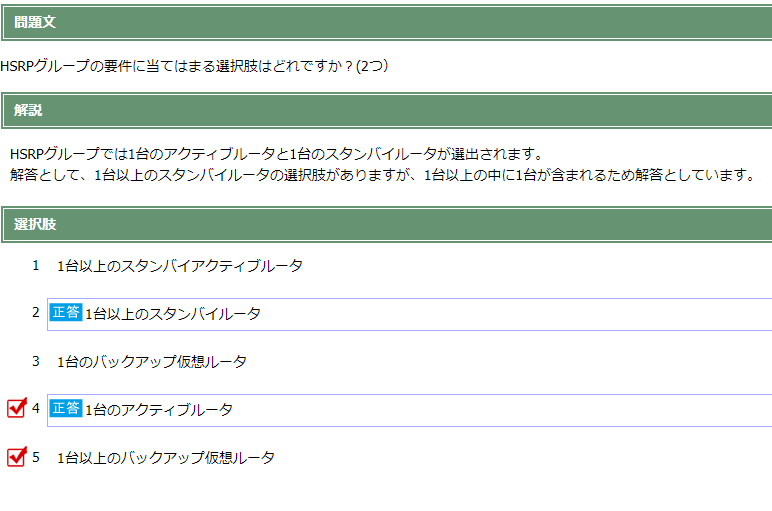 問題文
HSRPグループの要件に当てはまる選択肢はどれですか？(2つ）
解説
HSRPグループでは1台のアクティブルータと1台のスタンバイルータが選出されます。
解答として、1台以上のスタンバイルータの選択肢がありますが、1台以上の中に1台が含まれるため解答としています。
選択肢
1 1台以上のスタンバイアクティブルータ
2 正答 1台以上のスタンバイルータ
3 1台のバックアップ仮想ルータ
4 正答 1台のアクティブルータ
5 1台以上のバックアップ仮想ルータ